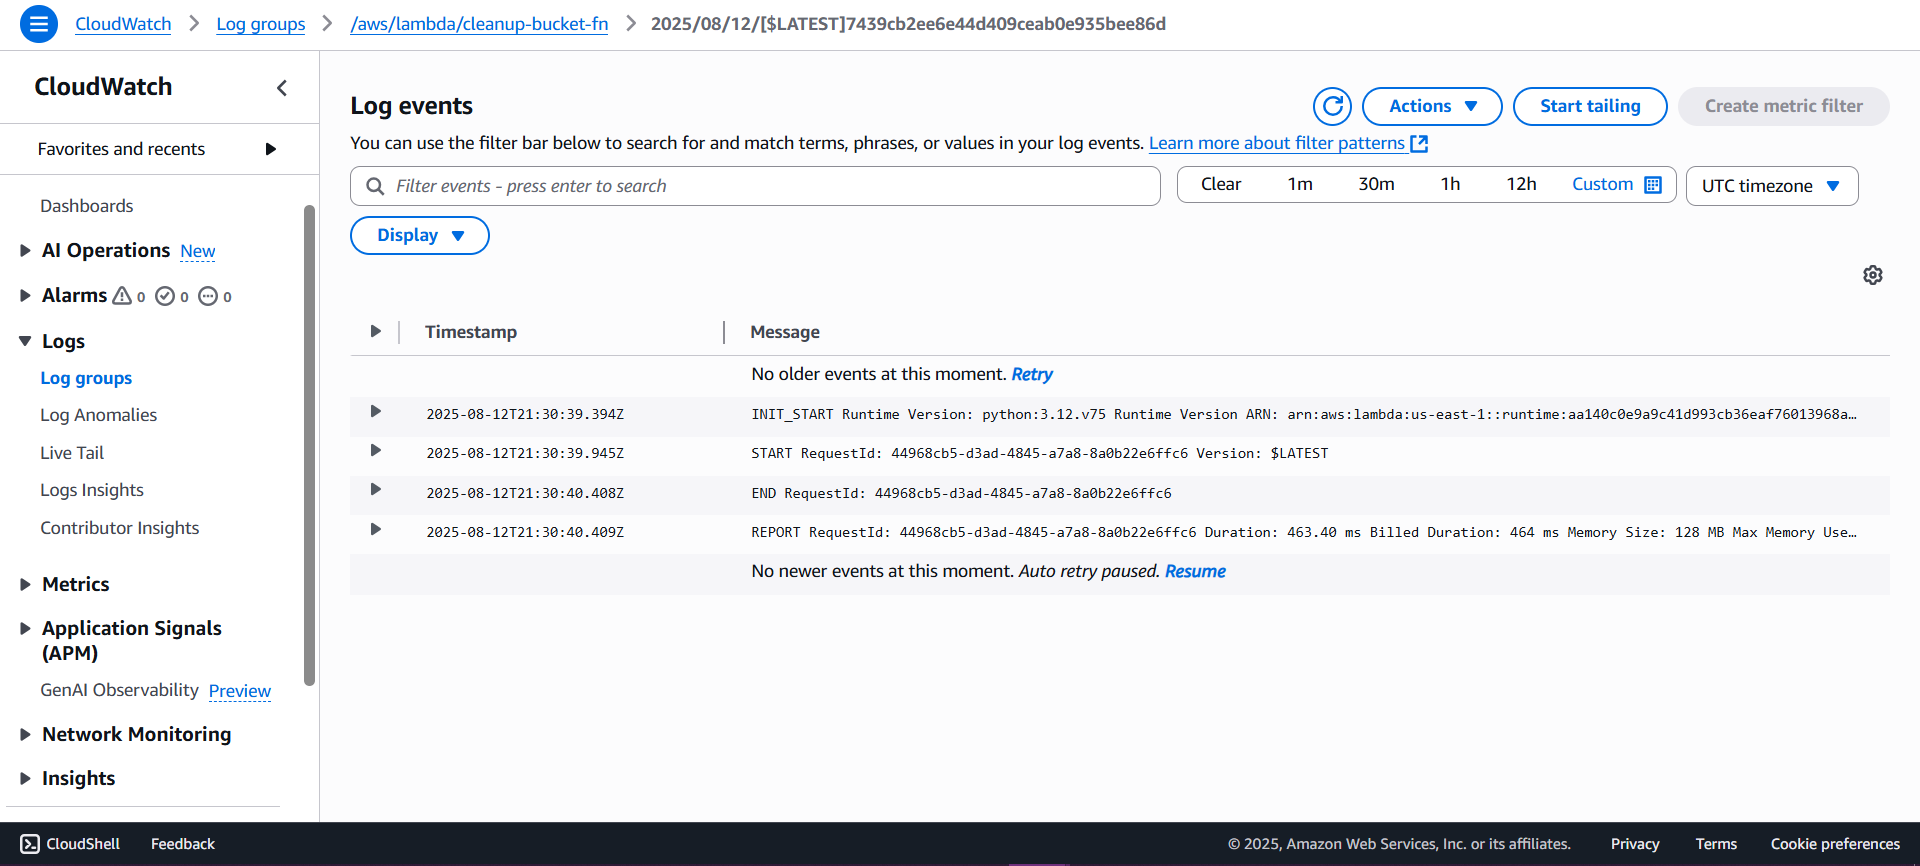 CloudWatch > Log groups > /aws/lambda/cleanup-bucket-fn > 2025/08/12/[$LATEST]7439cb2ee6e44d409ceab0e935bee86d
CloudWatch
Favorites and recents
Dashboards
AI Operations New
Alarms 0 0 0
Logs
Log groups
Log Anomalies
Live Tail
Logs Insights
Contributor Insights
Metrics
Application Signals
(APM)
GenAI Observability Preview
Network Monitoring
Insights
Log events
Actions
Start tailing
Create metric filter
You can use the filter bar below to search for and match terms, phrases, or values in your log events. Learn more about filter patterns
Filter events - press enter to search
Clear 1m 30m 1h 12h Custom
UTC timezone
Display
Timestamp Message
No older events at this moment. Retry
2025-08-12T21:30:39.394Z INIT_START Runtime Version: python:3.12.v75 Runtime Version ARN: arn:aws:lambda:us-east-1::runtime:aa140c0e9a9c41d993cb36eaf76013968a…
2025-08-12T21:30:39.945Z START RequestId: 44968cb5-d3ad-4845-a7a8-8a0b22e6ffc6 Version: $LATEST
2025-08-12T21:30:40.408Z END RequestId: 44968cb5-d3ad-4845-a7a8-8a0b22e6ffc6
2025-08-12T21:30:40.409Z REPORT RequestId: 44968cb5-d3ad-4845-a7a8-8a0b22e6ffc6 Duration: 463.40 ms Billed Duration: 464 ms Memory Size: 128 MB Max Memory Use…
No newer events at this moment. Auto retry paused. Resume
CloudShell Feedback © 2025, Amazon Web Services, Inc. or its affiliates. Privacy Terms Cookie preferences